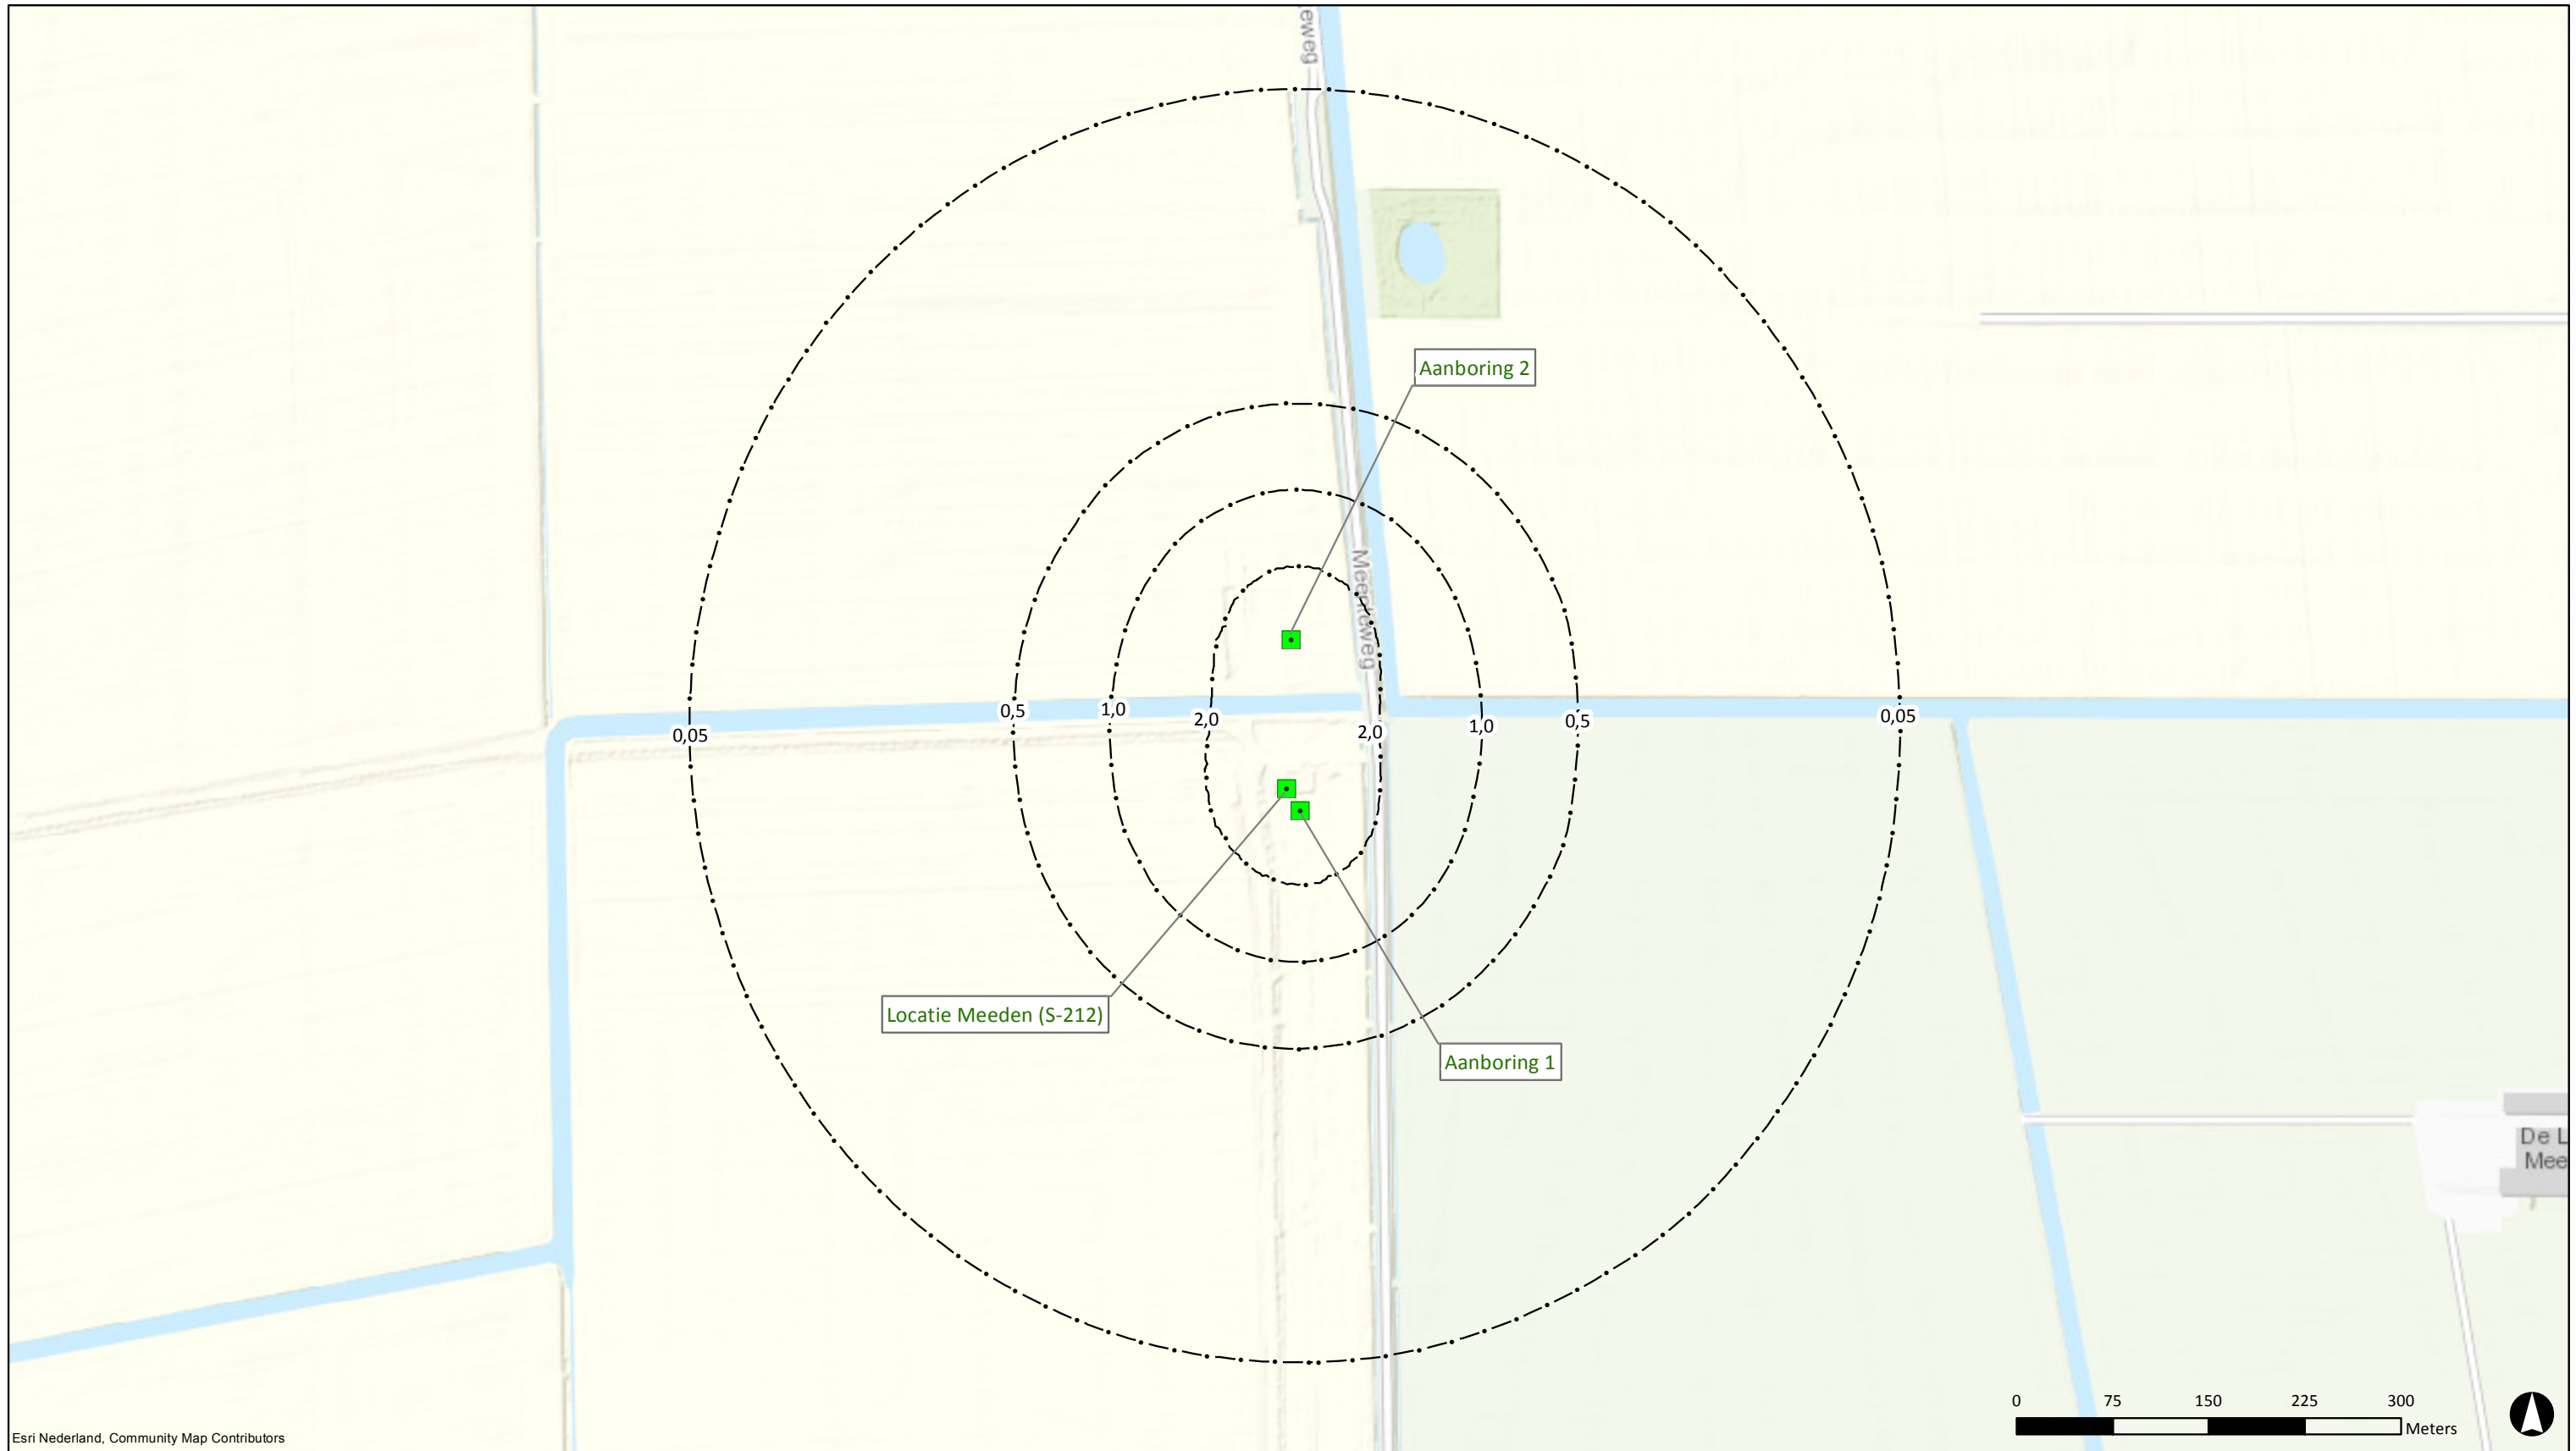 eweg
Aanboring 2
Meenteweg
0,05
0,5
1,0
2,0
2,0
1,0
0,5
0,05
Locatie Meeden (S-212)
Aanboring 1
De L
Mee
0 75 150 225 300
Meters
Esri Nederland, Community Map Contributors